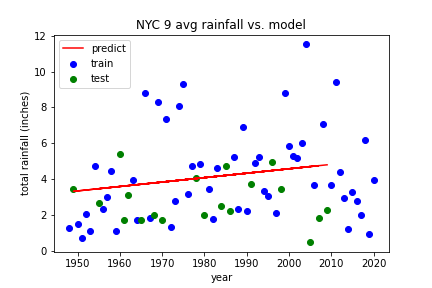 NYC 9 avg rainfall vs. model
predict
train
test
12
10
8
6
4
2
0
total rainfall (inches)
1950
1960
1970
1980
1990
2000
2010
2020
year